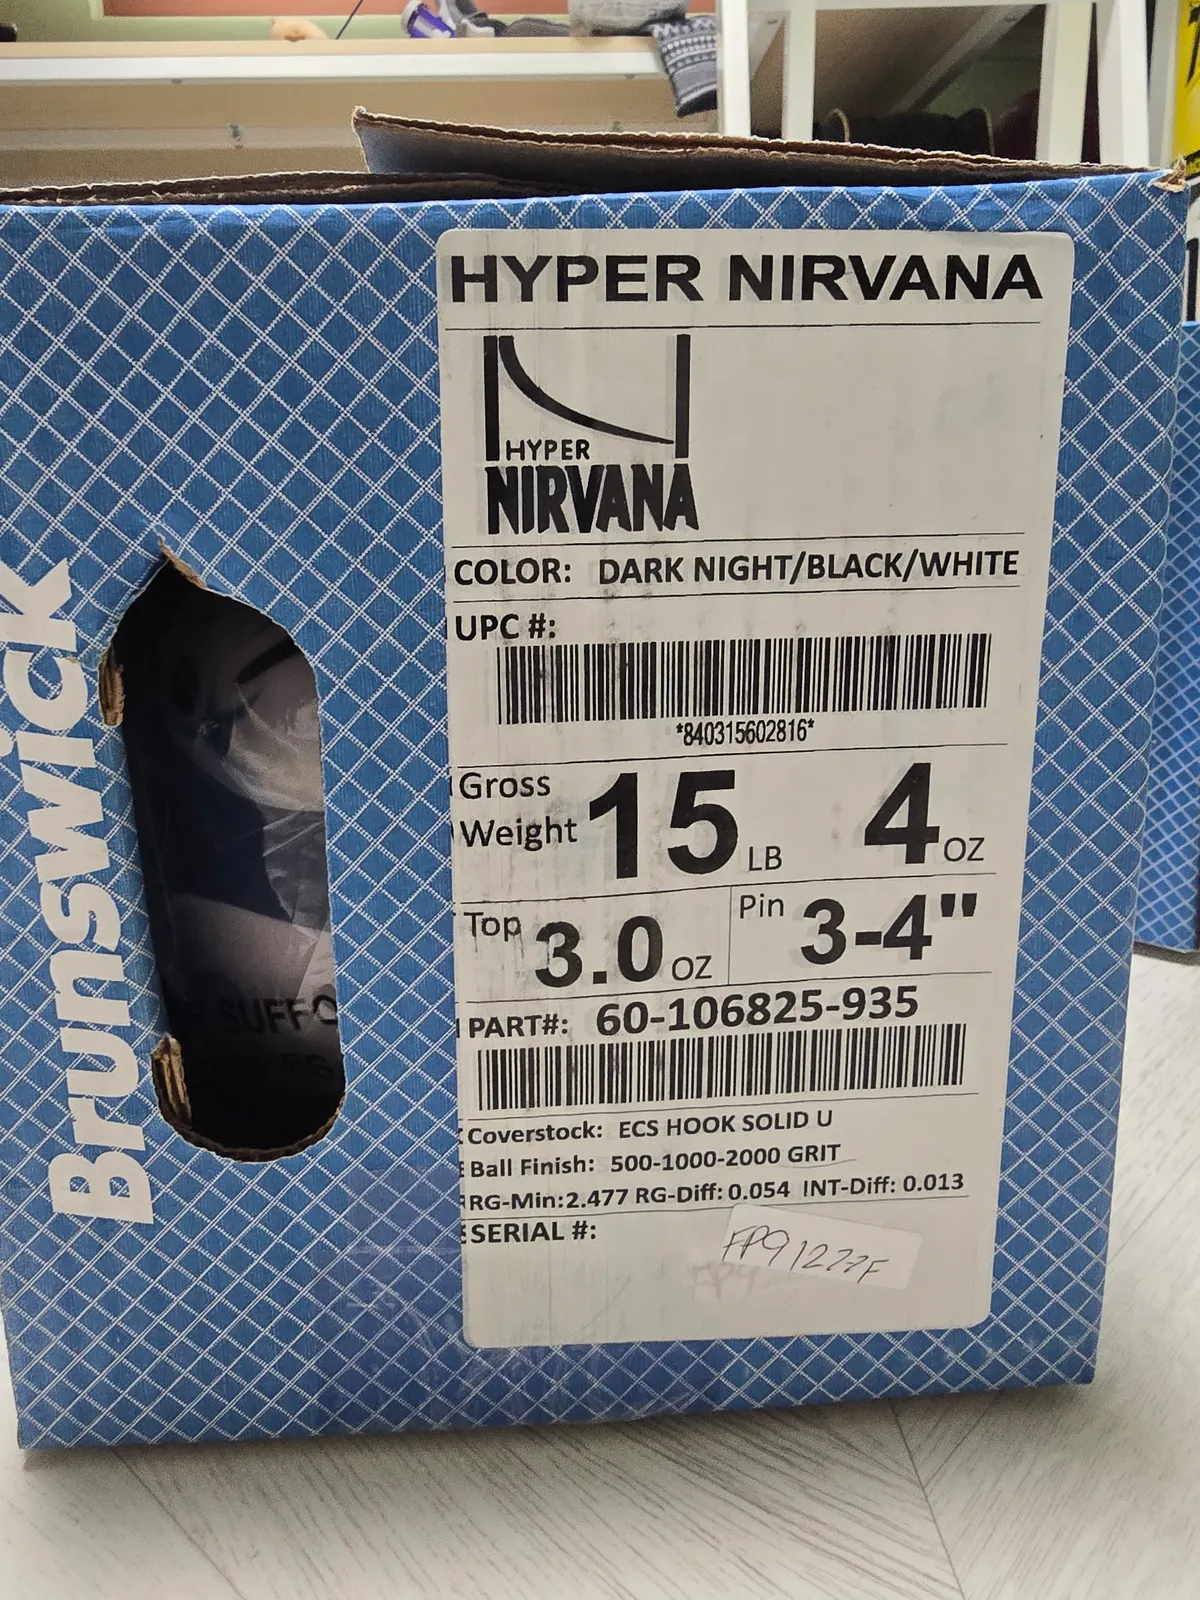 Brunswick
HYPER NIRVANA
HYPER
NIRVANA
COLOR: DARK NIGHT/BLACK/WHITE
UPC #:
*840315602816*
Gross Weight 15 LB 4 OZ
Top 3.0 OZ Pin 3-4"
PART#: 60-106825-935
Coverstock: ECS HOOK SOLID U
Ball Finish: 500-1000-2000 GRIT
RG-Min:2.477 RG-Diff: 0.054 INT-Diff: 0.013
SERIAL #:
SUFFO